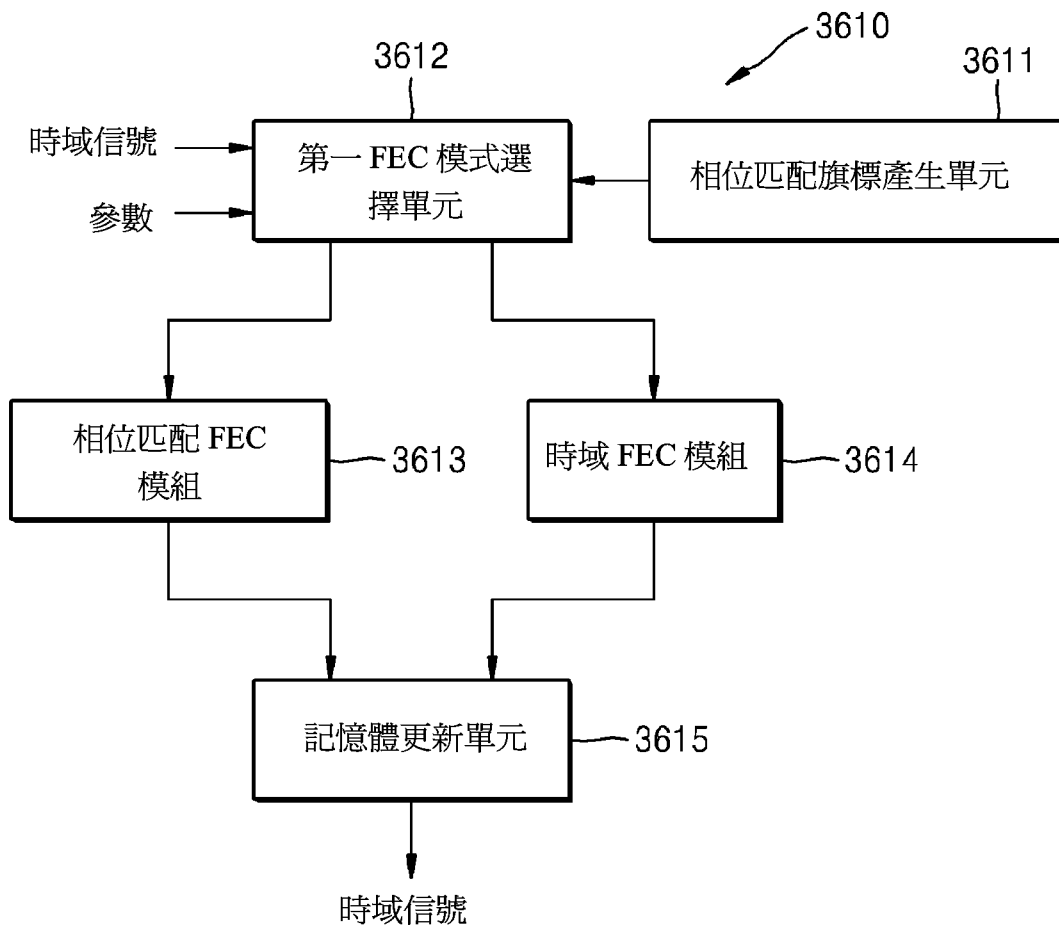 3610
3612
3611
時域信號
參數
第一 FEC 模式選
擇單元
相位匹配旗標產生單元
相位匹配 FEC
模組
3613
時域 FEC 模組
3614
記憶體更新單元
3615
時域信號